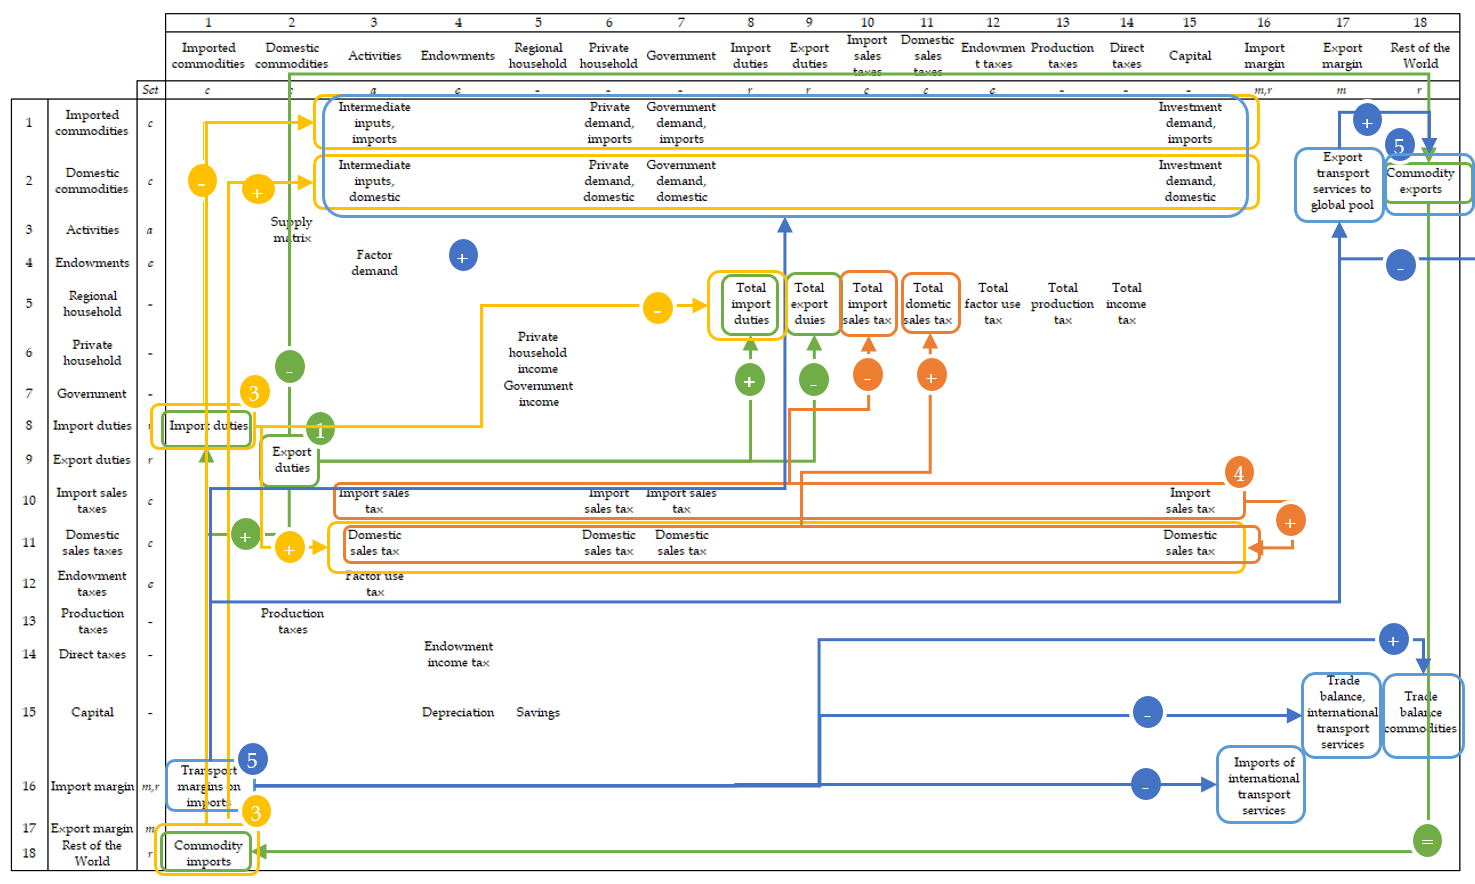 1 2 3 4 5 6 7 8 9 10 11 12 13 14 15 16 17 18
Imported commodities Domestic commodities Activities Endowments Regional household Private household Government Import duties Export duties Import sales taxes Domestic sales taxes Endowmen t taxes Production taxes Direct taxes Capital Import margin Export margin Rest of the World
Set c c a e - - - r r c c e - - - m,r m r
1 Imported commodities c Intermediate inputs, imports Private demand, imports Government demand, imports Investment demand, imports
+
5
2 Domestic commodities c - + Intermediate inputs, domestic Private demand, domestic Government demand, domestic Investment demand, domestic Export transport services to global pool Commodity exports
3 Activities a Supply matrix
4 Endowments e Factor demand + -
5 Regional household - - Total import duties Total export duies Total import sales tax Total dometic sales tax Total factor use tax Total production tax Total income tax
6 Private household - Private household income
- + - - +
7 Government - 3 Government income
8 Import duties Import duties 1
9 Export duties r Export duties
4
10 Import sales taxes c Import sales tax Import sales tax Import sales tax Import sales tax
+
11 Domestic sales taxes c + + Domestic sales tax Domestic sales tax Domestic sales tax Domestic sales tax
12 Endowment taxes e Factor use tax
13 Production taxes - Production taxes
14 Direct taxes - Endowment income tax +
15 Capital - Depreciation Savings - Trade balance, international transport services Trade balance commodities
5
16 Import margin m,r Transport margins on imports - Imports of international transport services
3
17 Export margin m
18 Rest of the World r Commodity imports =